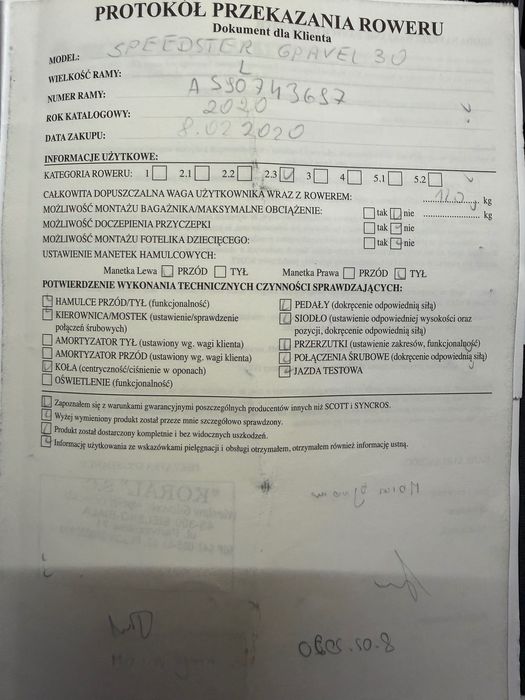 PROTOKÓŁ PRZEKAZANIA ROWERU
Dokument dla Klienta
MODEL: SPEEDSTER GRAVEL 30
WIELKOŚĆ RAMY: L
NUMER RAMY: AS90743697
ROK KATALOGOWY: 2020
DATA ZAKUPU: 8.02 2020
INFORMACJE UŻYTKOWE:
KATEGORIA ROWERU: 1 2.1 2.2 2.3 3 4 5.1 5.2
CAŁKOWITA DOPUSZCZALNA WAGA UŻYTKOWNIKA WRAZ Z ROWEREM: kg
MOŻLIWOŚĆ MONTAŻU BAGAŻNIKA/MAKSYMALNE OBCIĄŻENIE: tak nie kg
MOŻLIWOŚĆ DOCZEPIENIA PRZYCZEPKI tak nie
MOŻLIWOŚĆ MONTAŻU FOTELIKA DZIECIĘCEGO: tak nie
USTAWIENIE MANETEK HAMULCOWYCH:
Manetka Lewa PRZÓD TYŁ Manetka Prawa PRZÓD TYŁ
POTWIERDZENIE WYKONANIA TECHNICZNYCH CZYNNOŚCI SPRAWDZAJĄCYCH:
HAMULCE PRZÓD/TYŁ (funkcjonalność)
KIEROWNICA/MOSTEK (ustawienie/sprawdzenie
połączeń śrubowych)
AMORTYZATOR TYŁ (ustawiony wg. wagi klienta)
AMORTYZATOR PRZÓD (ustawiony wg. wagi klienta)
KOŁA (centryczność/ciśnienie w oponach)
OŚWIETLENIE (funkcjonalność)
PEDAŁY (dokręcenie odpowiednią siłą)
SIODŁO (ustawienie odpowiedniej wysokości oraz
pozycji, dokręcenie odpowiednią siłą)
PRZERZUTKI (ustawienie zakresów, funkcjonalność)
POŁĄCZENIA ŚRUBOWE (dokręcenie odpowiednią siłą)
JAZDA TESTOWA
Zapoznałem się z warunkami gwarancyjnymi poszczególnych producentów innych niż SCOTT i SYNCROS.
Wyżej wymieniony produkt został przeze mnie szczegółowo sprawdzony.
Produkt został dostarczony kompletnie i bez widocznych uszkodzeń.
Informację użytkowania ze wskazówkami pielęgnacji i obsługi otrzymałem, otrzymałem również informację ustną.
"KORAL"